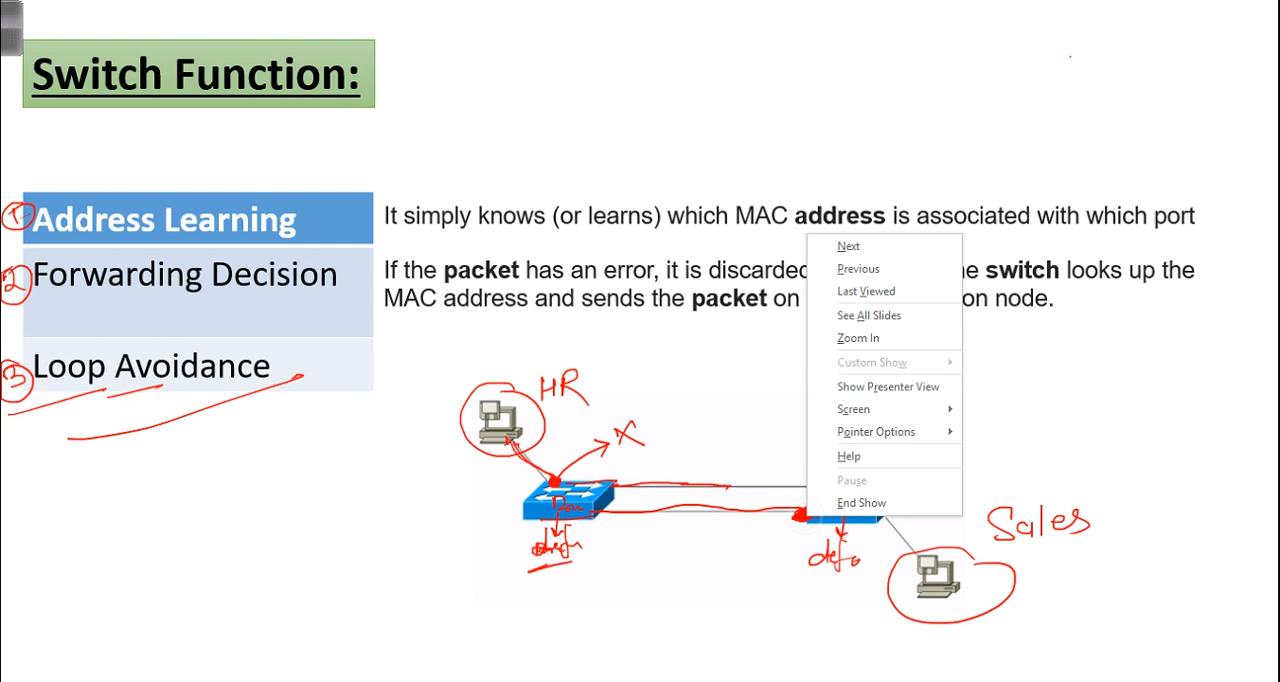 Switch Function:
1. Address Learning
It simply knows (or learns) which MAC address is associated with which port
2 Forwarding Decision
If the packet has an error, it is discarded
switch looks up the
MAC address and sends the packet on
on node.
3 Loop Avoidance
Next
Previous
Last Viewed
See All Slides
Zoom In
Custom Show
Show Presenter View
Screen
Pointer Options
Help
Pause
End Show
HR
X
Sales